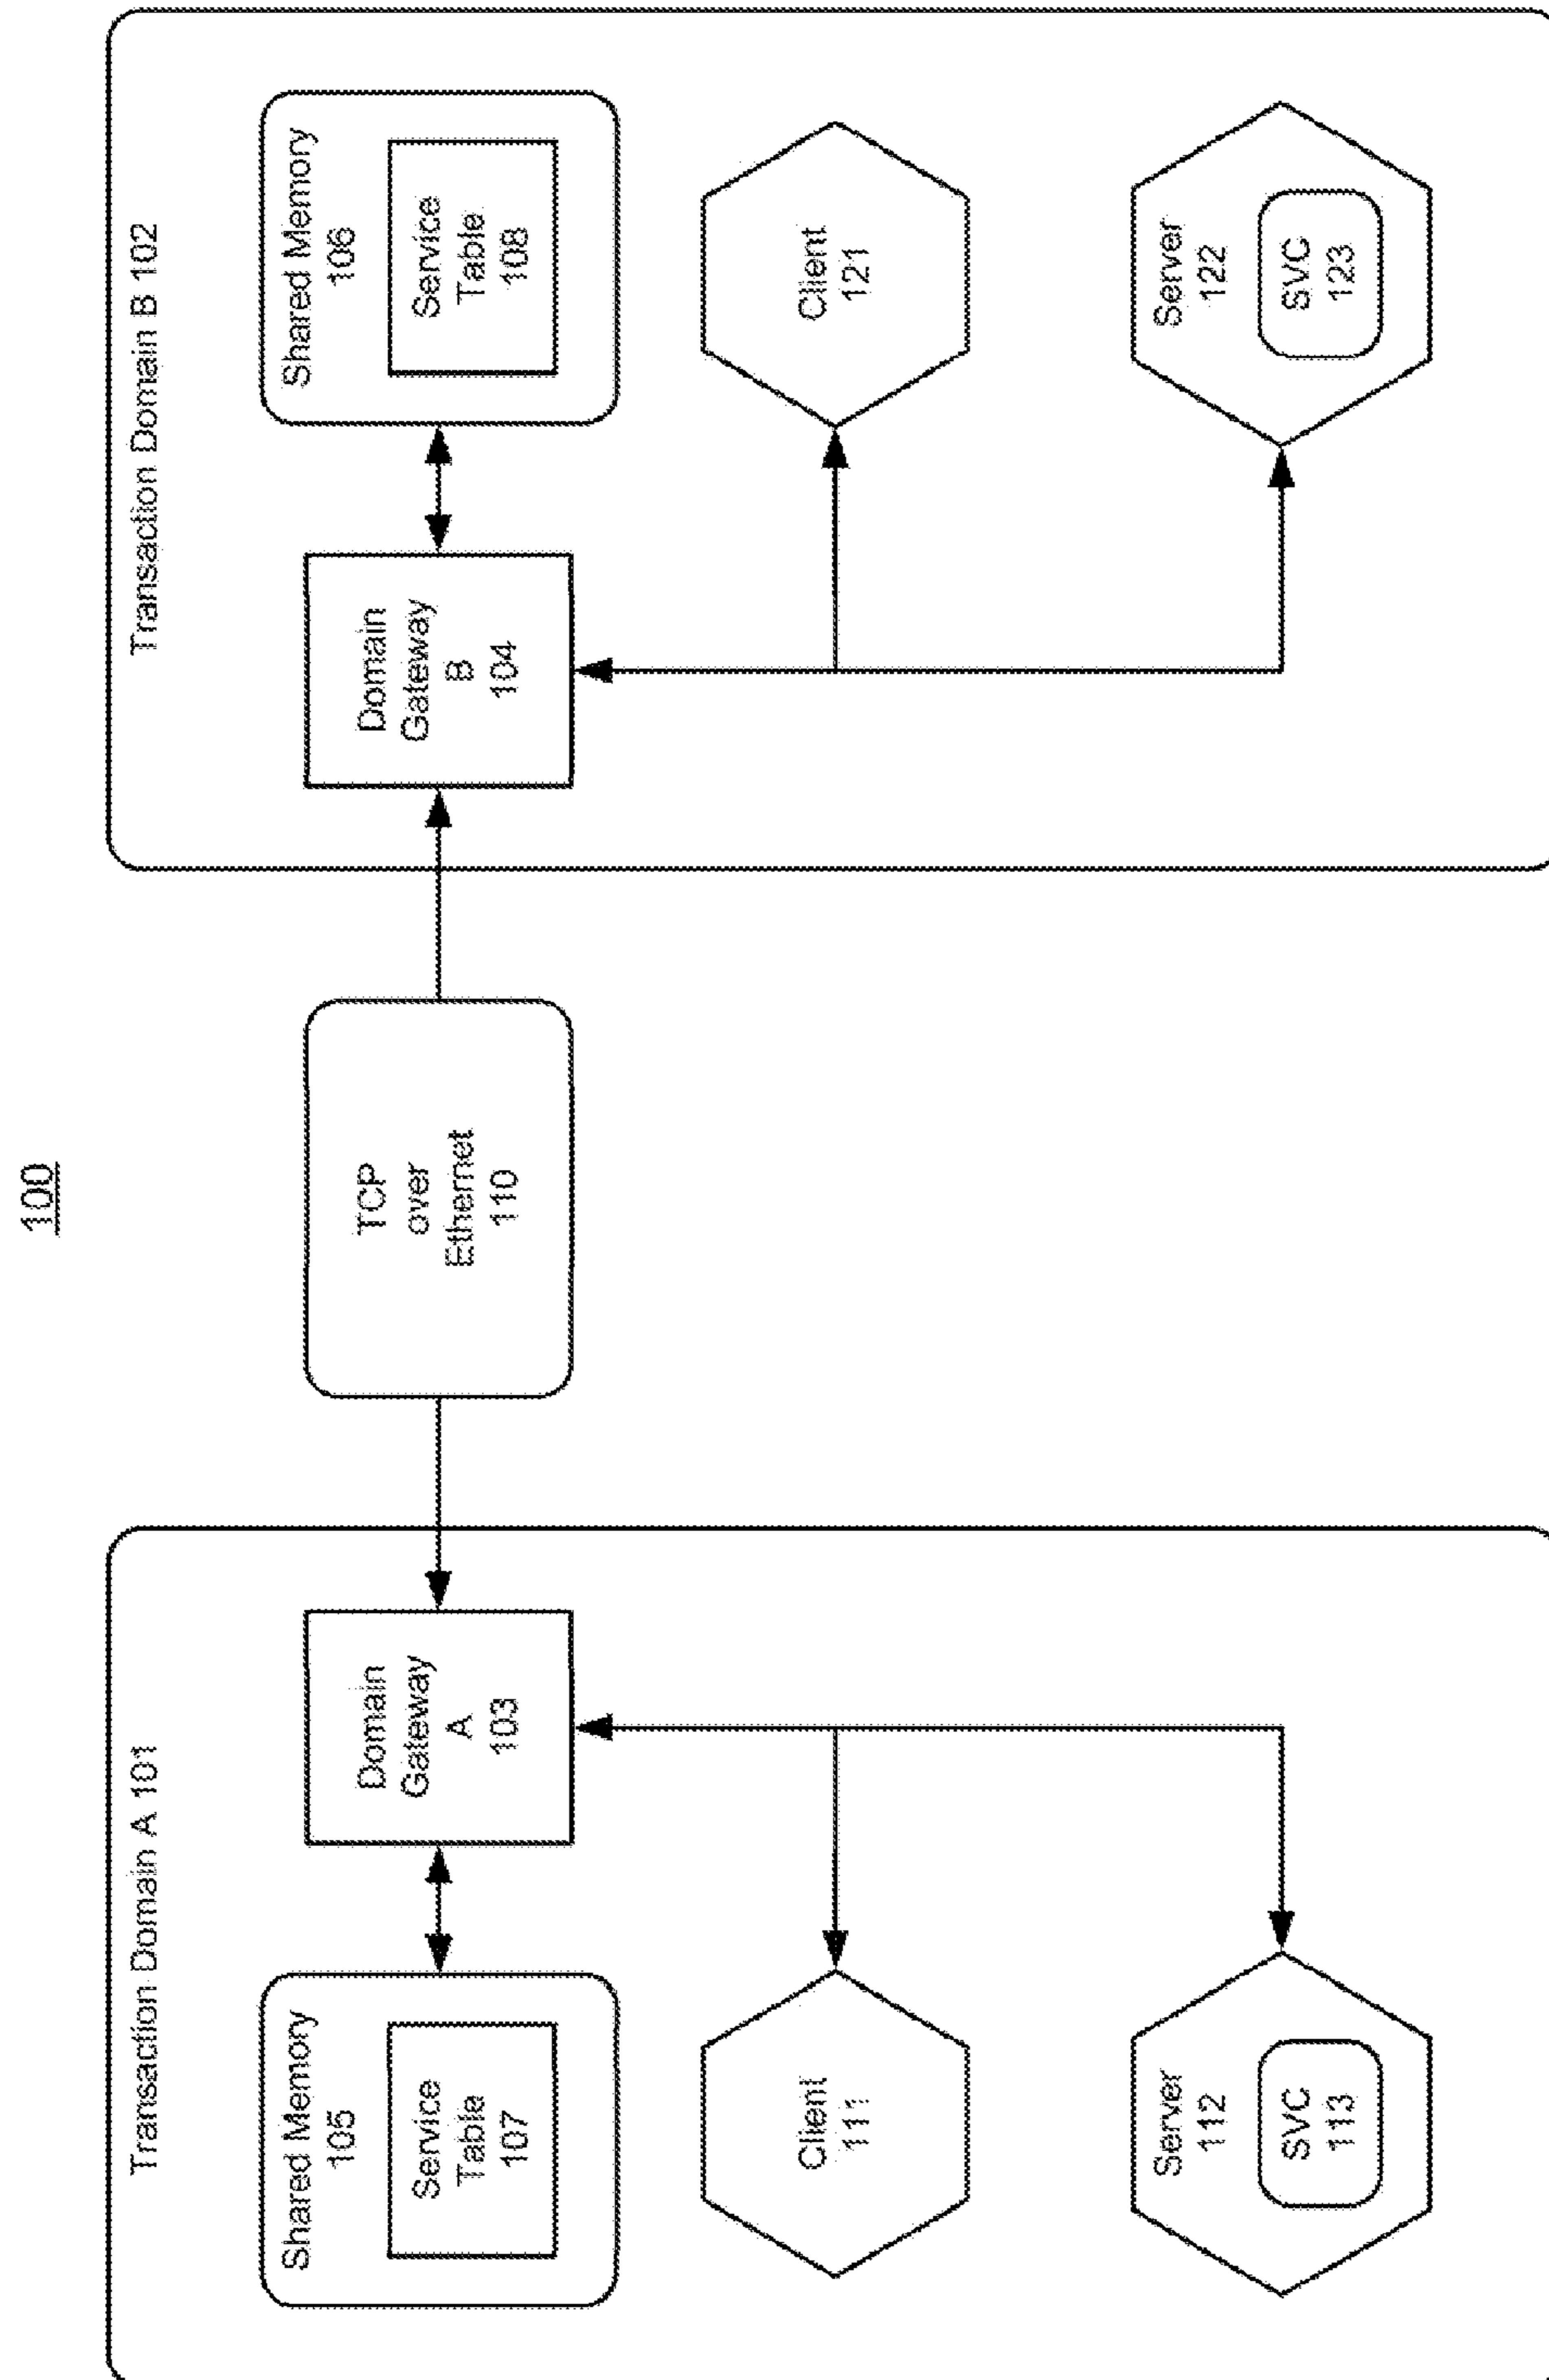 100
Transaction Domain A 101
Shared Memory
105
Service
Table
107
Domain
Gateway
A
103
Client
111
Server
112
SVC
113
TCP
over
Ethernet
110
Transaction Domain B 102
Domain
Gateway
B
104
Shared Memory
106
Service
Table
108
Client
121
Server
122
SVC
123